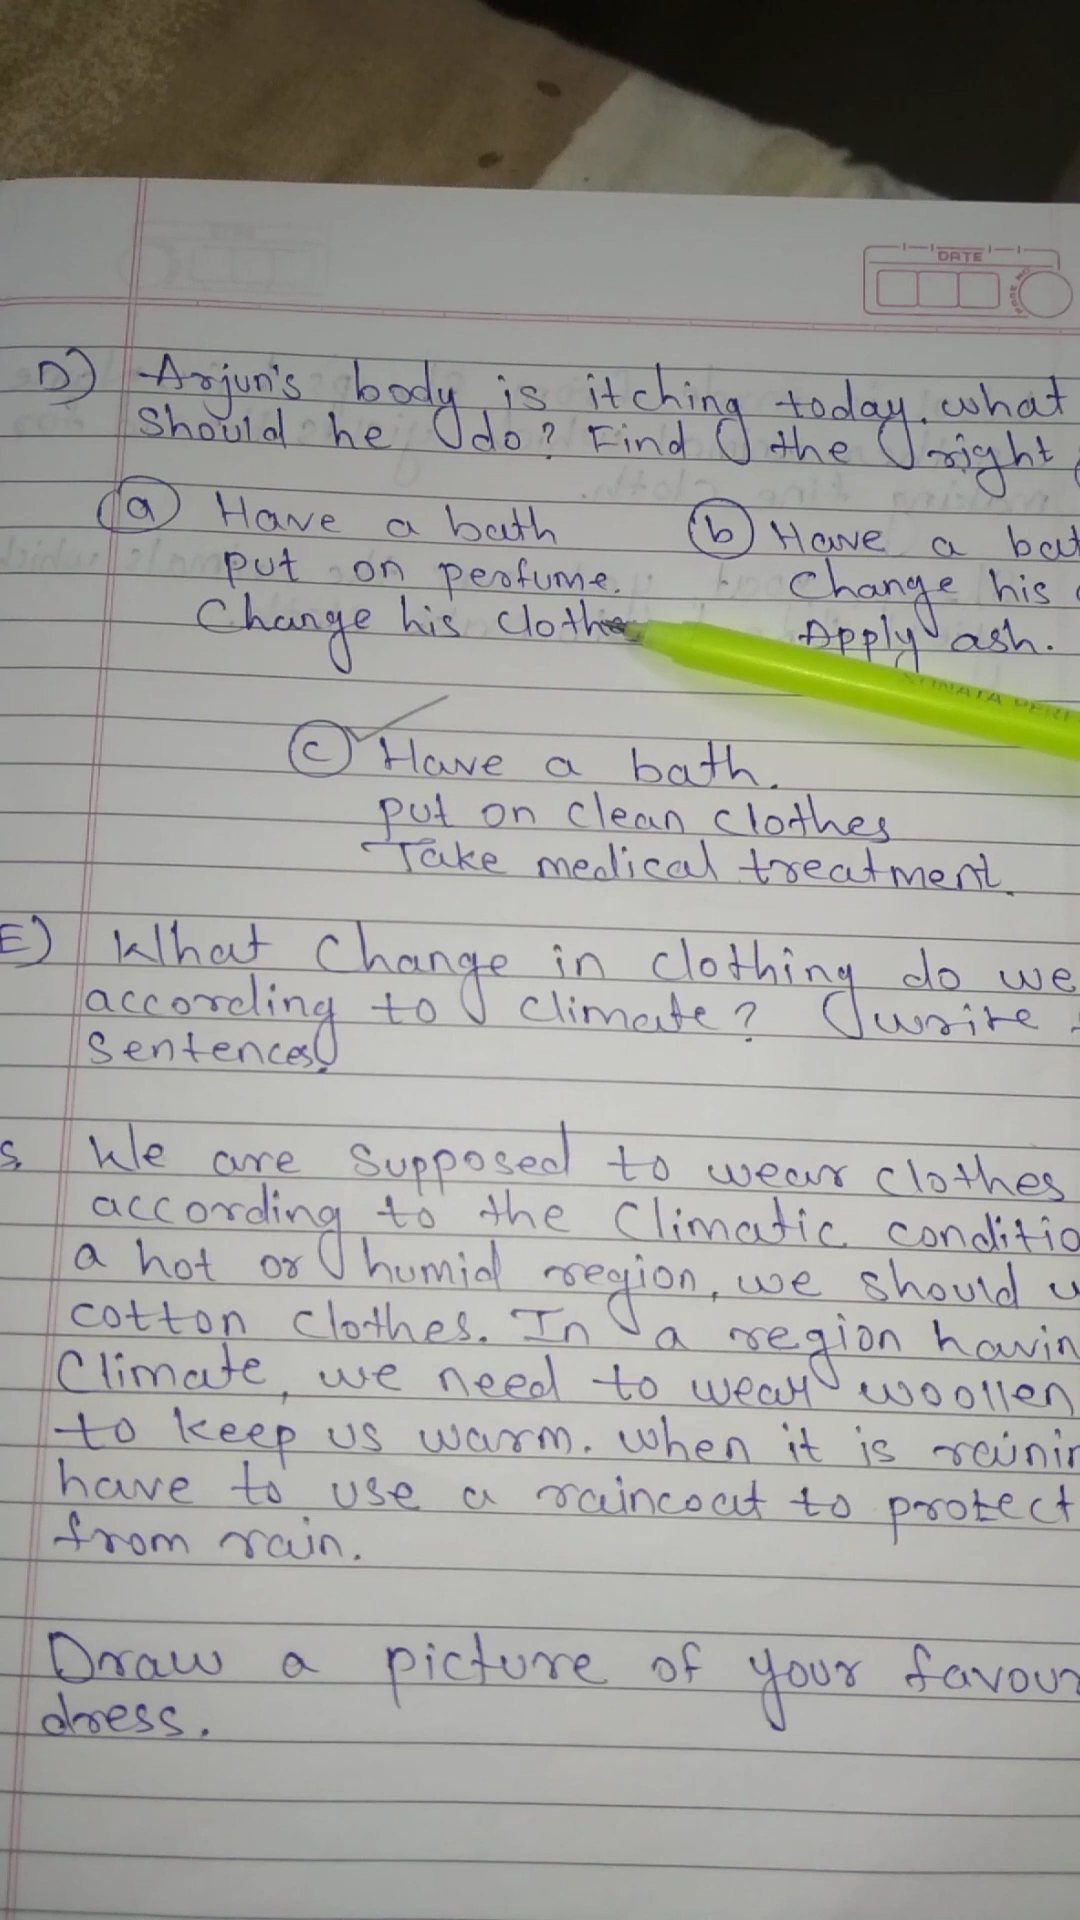 DATE
PAGE NO.
D) Arjun's body is itching today. what
should he do? Find the right
(a) Have a bath
put on perfume.
Change his cloth
(b) Have a bat
Change his
Apply ash.
SONATA
(c) Have a bath.
put on clean clothes
Take medical treatment.
E) What change in clothing do we
according to climate? write
sentences.
s. We are supposed to wear clothes
according to the climatic conditio
a hot or humid region, we should
cotton clothes. In a region havin
Climate, we need to wear woollen
to keep us warm. when it is rainin
have to use a raincoat to protect
from rain.
Draw a picture of your favour
dress.